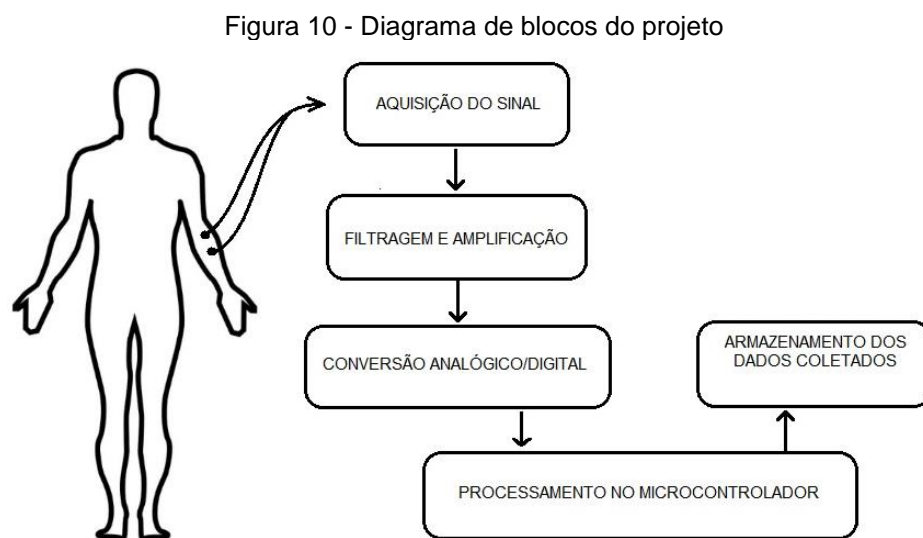 Figura 10 - Diagrama de blocos do projeto
AQUISIÇÃO DO SINAL
FILTRAGEM E AMPLIFICAÇÃO
CONVERSÃO ANALÓGICO/DIGITAL
ARMAZENAMENTO DOS
DADOS COLETADOS
PROCESSAMENTO NO MICROCONTROLADOR